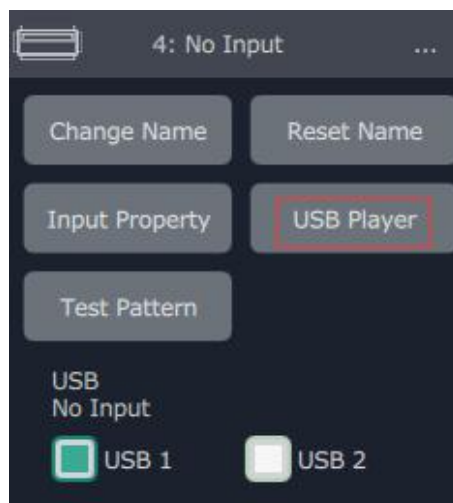 4: No Input ...
Change Name Reset Name
Input Property USB Player
Test Pattern
USB
No Input
USB 1 USB 2